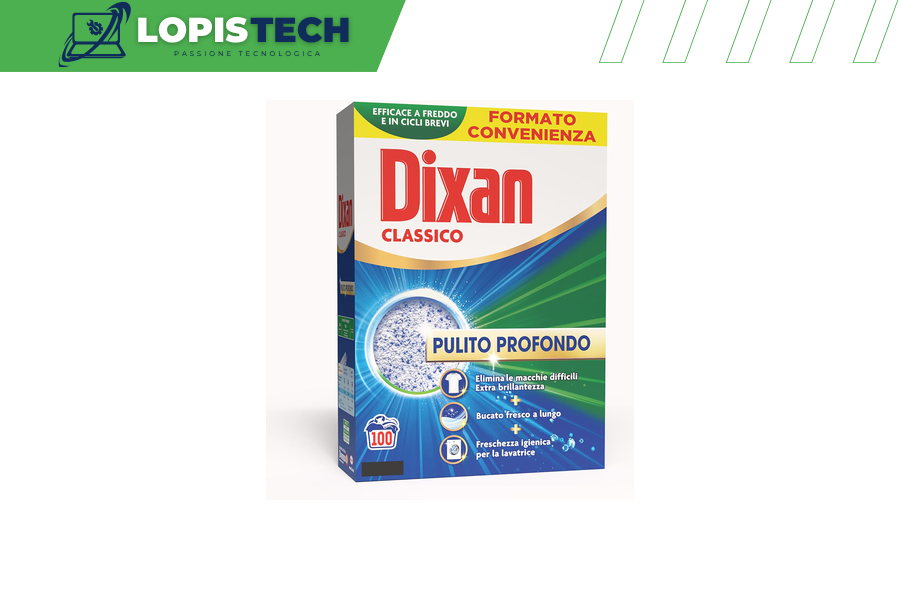 LOPISTECH
PASSIONE TECNOLOGICA
EFFICACE A FREDDO
E IN CICLI BREVI
FORMATO
CONVENIENZA
Dixan
CLASSICO
Dixan
CLASSICO
PULITO PROFONDO
Elimina le macchie difficili
Extra brillantezza
+
Bucato fresco a lungo
+
Freschezza igienica
per la lavatrice
100